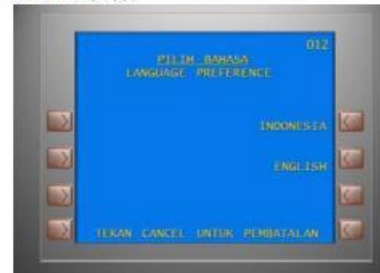 012
PILIH BAHASA
LANGUAGE PREFERENCE
INDONESIA
ENGLISH
TEKAN CANCEL UNTUK PEMBATALAN